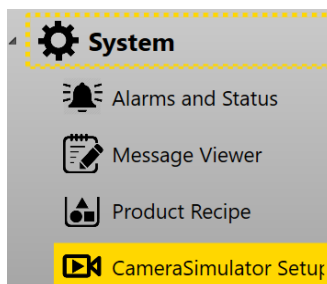 System
Alarms and Status
Message Viewer
Product Recipe
CameraSimulator Setup